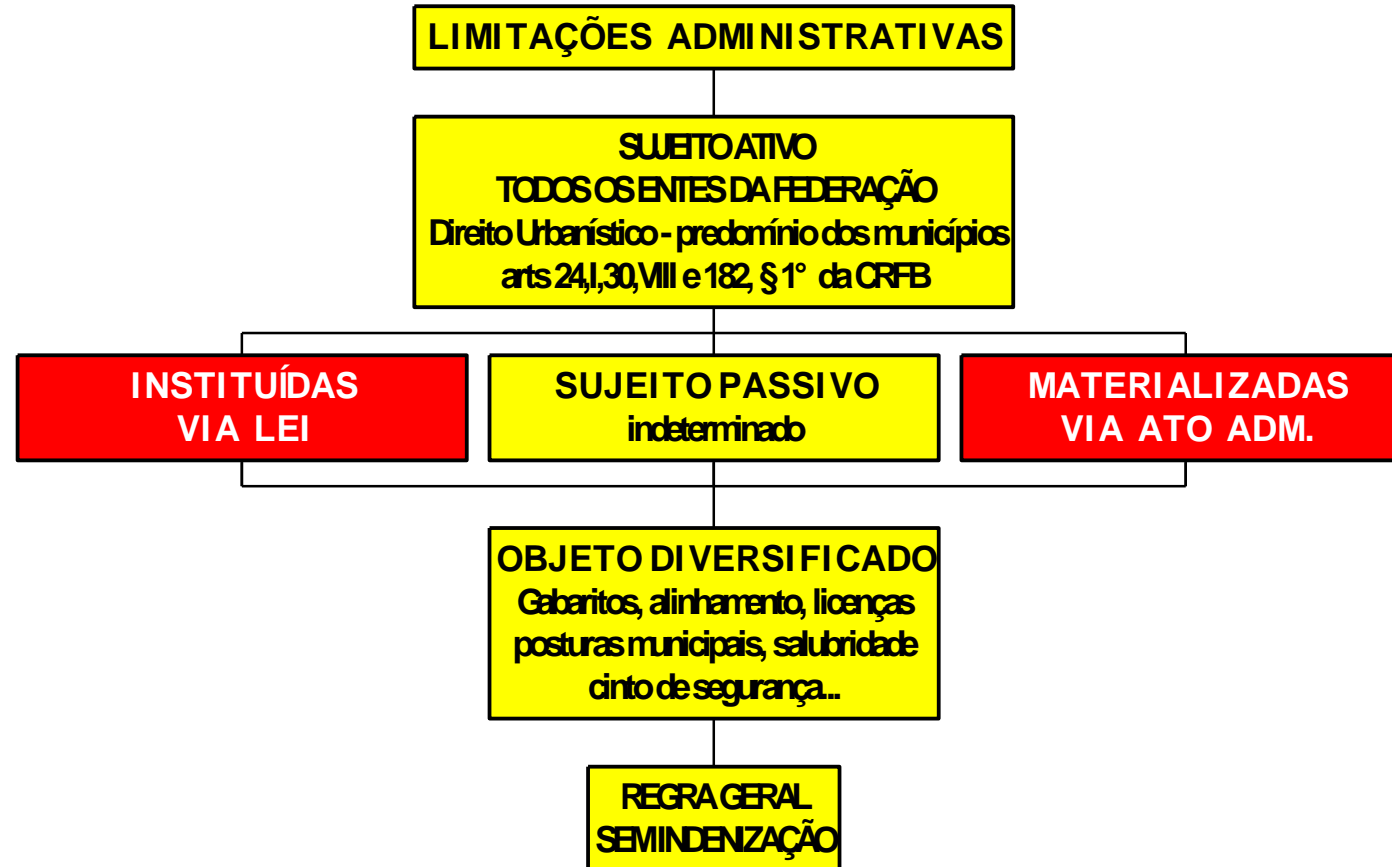 LIMITAÇÕES ADMINISTRATIVAS
SUJEITO ATIVO
TODOS OS ENTES DA FEDERAÇÃO
Direito Urbanístico - predomínio dos municípios
arts 24,I,30,VIII e 182, § 1° da CRFB
INSTITUÍDAS
VIA LEI
SUJEITO PASSIVO
indeterminado
MATERIALIZADAS
VIA ATO ADM.
OBJETO DIVERSIFICADO
Gabaritos, alinhamento, licenças
posturas municipais, salubridade
cinto de segurança...
REGRA GERAL
SEM INDENIZAÇÃO